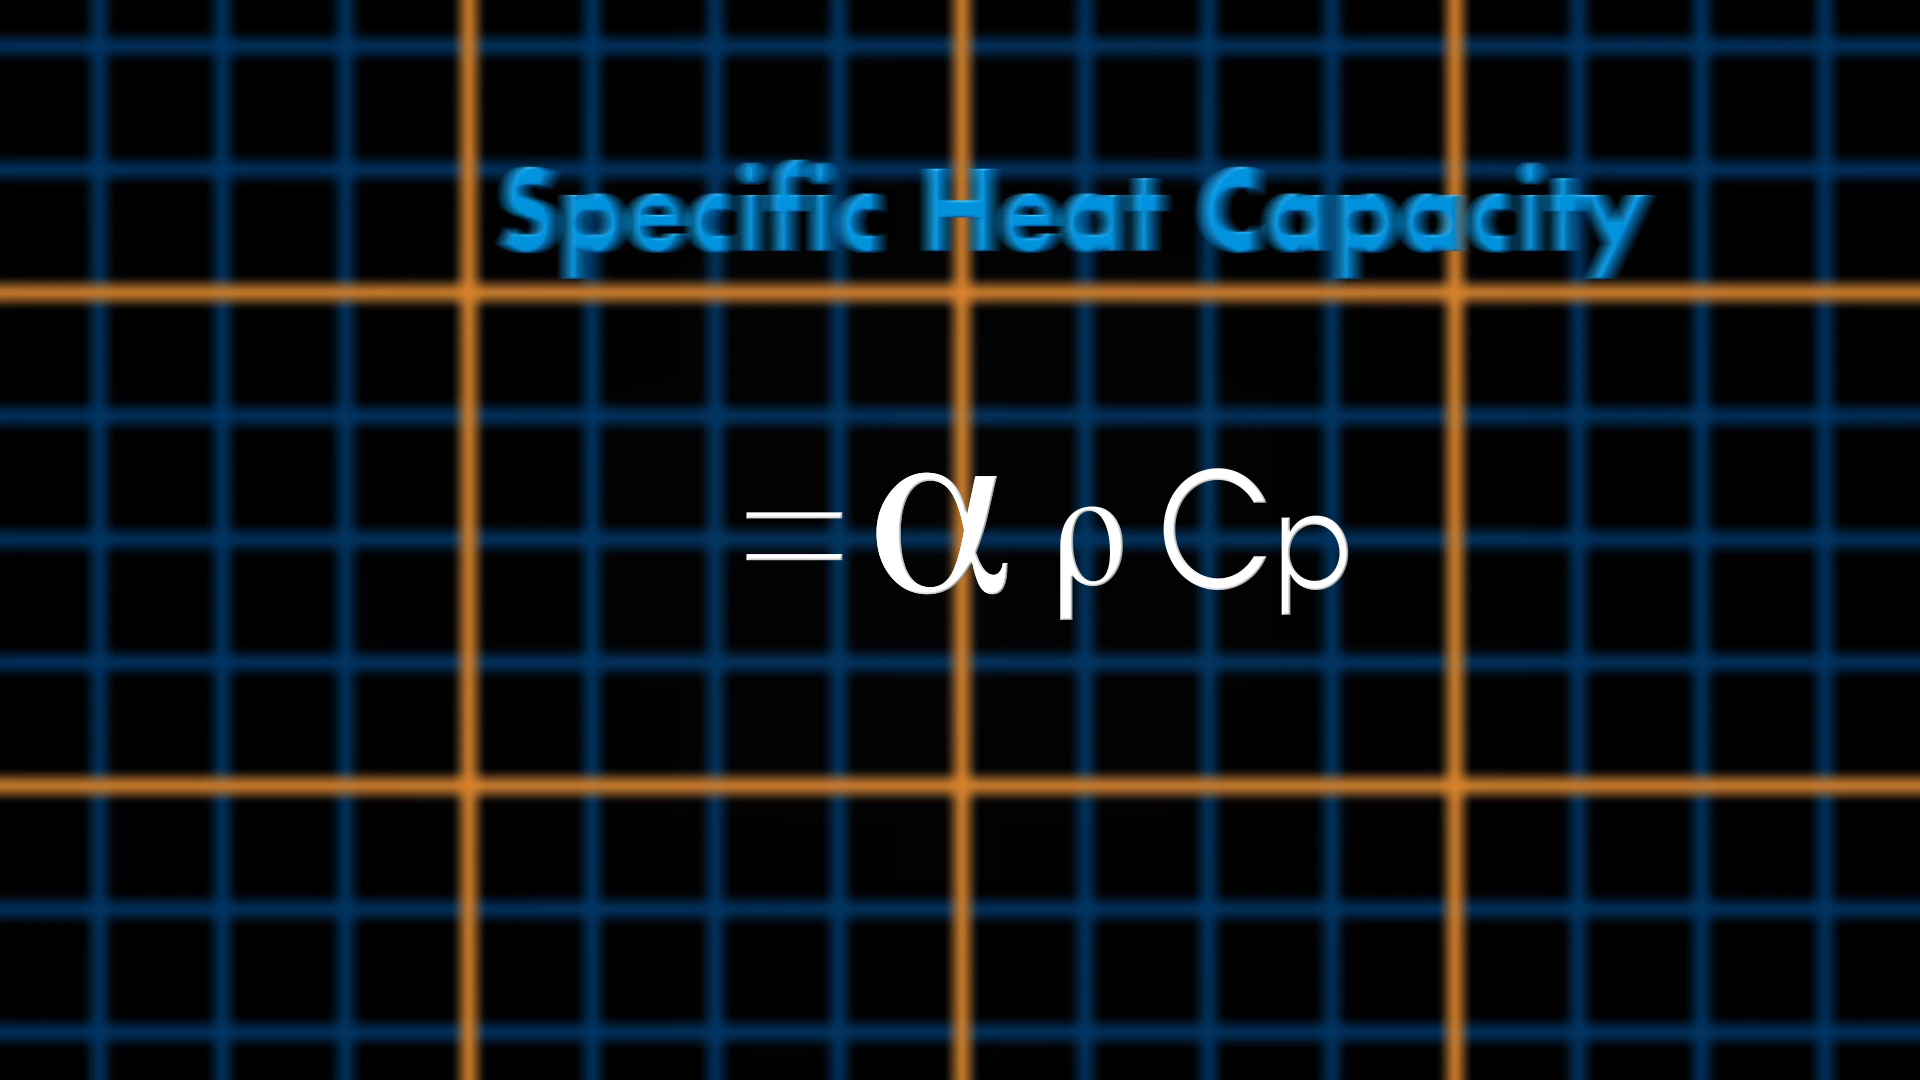 Specific Heat Capacity
= α ρ Cp